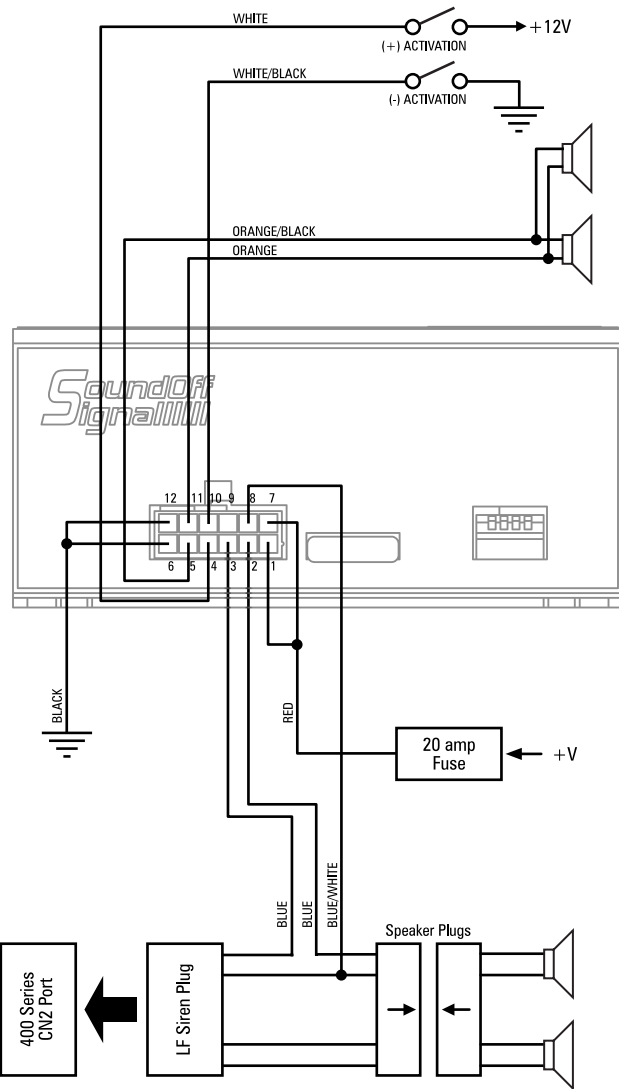 WHITE
+12V
(+) ACTIVATION
WHITE/BLACK
(-) ACTIVATION
ORANGE/BLACK
ORANGE
SoundOff
Signal
12 11 10 9 8 7
6 5 4 3 2 1
BLACK
RED
20 amp
Fuse
+V
BLUE
BLUE
BLUE/WHITE
Speaker Plugs
400 Series
CN2 Port
LF Siren Plug